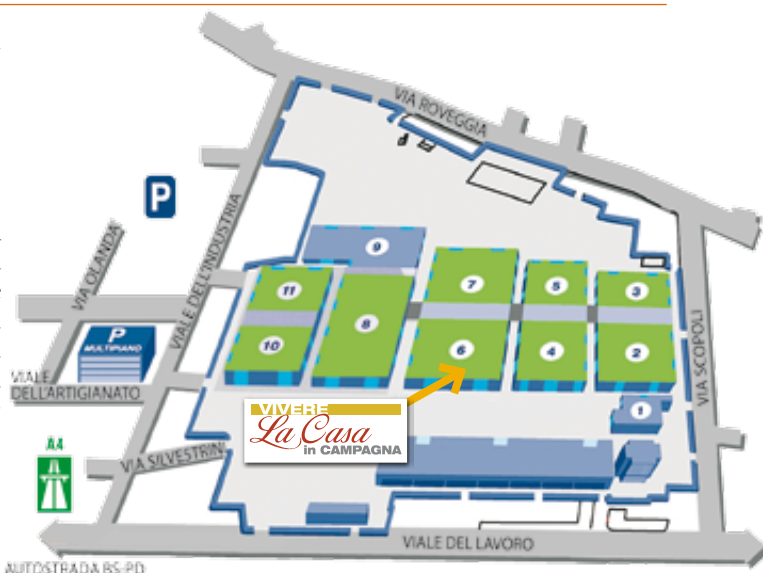 VIA ROVEGGIA
P
VIA OLANDA
VIALE DELL'INDUSTRIA
9
11
7
5
3
8
10
6
4
2
VIA SCOPOLI
P
MULTIPIANO
VIALE
DELL'ARTIGIANATO
1
VIVERE
La Casa
in CAMPAGNA
A4
VIA SILVESTRINI
VIALE DEL LAVORO
AUTOSTRADA BS-PD